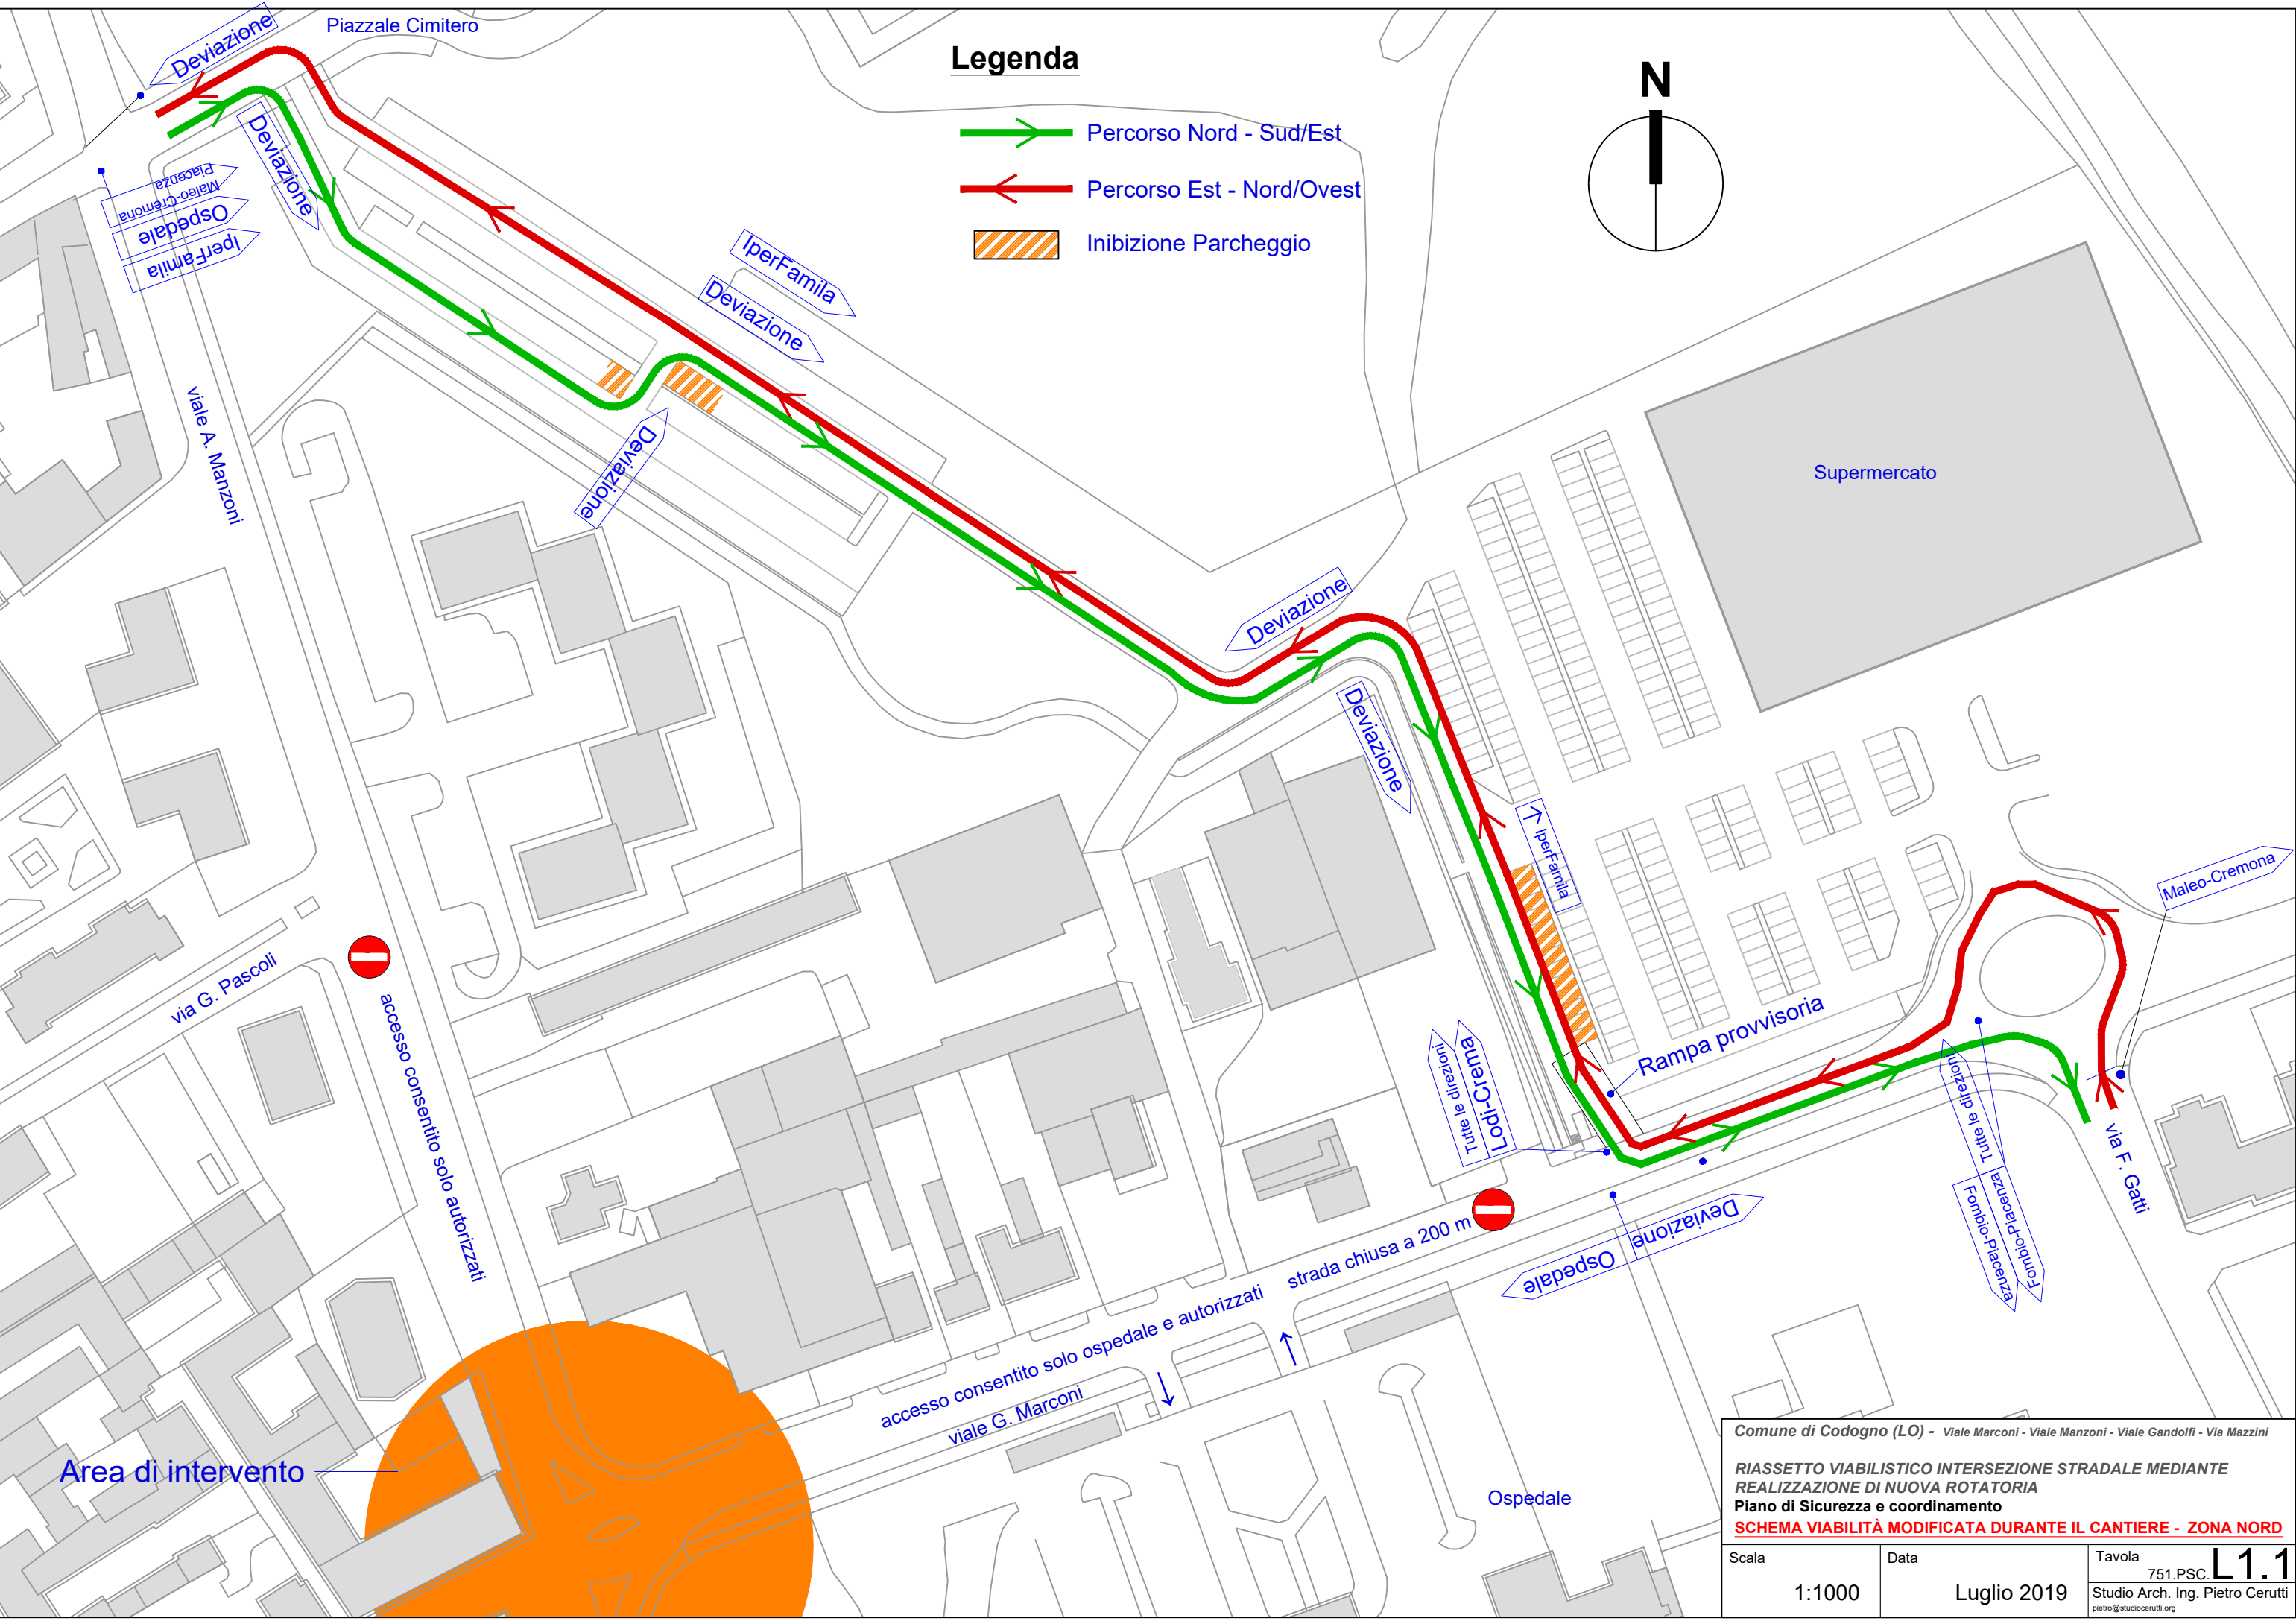 Deviazione
Piazzale Cimitero
Legenda
N
Percorso Nord - Sud/Est
Percorso Est - Nord/Ovest
Inibizione Parcheggio
Deviazione
Piacenza
Maleo-Cremona
Ospedale
IperFamila
IperFamila
Deviazione
viale A. Manzoni
Deviazione
Supermercato
Deviazione
Deviazione
IperFamila
Maleo-Cremona
via G. Pascoli
accesso consentito solo autorizzati
Rampa provvisoria
Tutte le direzioni
Lodi-Crema
Tutte le direzioni
Fombio-Piacenza
Fombio-Piacenza
via F. Gatti
Deviazione
Ospedale
strada chiusa a 200 m
accesso consentito solo ospedale e autorizzati
viale G. Marconi
Area di intervento
Ospedale
Comune di Codogno (LO) - Viale Marconi - Viale Manzoni - Viale Gandolfi - Via Mazzini
RIASSETTO VIABILISTICO INTERSEZIONE STRADALE MEDIANTE
REALIZZAZIONE DI NUOVA ROTATORIA
Piano di Sicurezza e coordinamento
SCHEMA VIABILITÀ MODIFICATA DURANTE IL CANTIERE - ZONA NORD
Scala
1:1000
Data
Luglio 2019
Tavola
751.PSC.L1.1
Studio Arch. Ing. Pietro Cerutti
pietro@studiocerutti.org